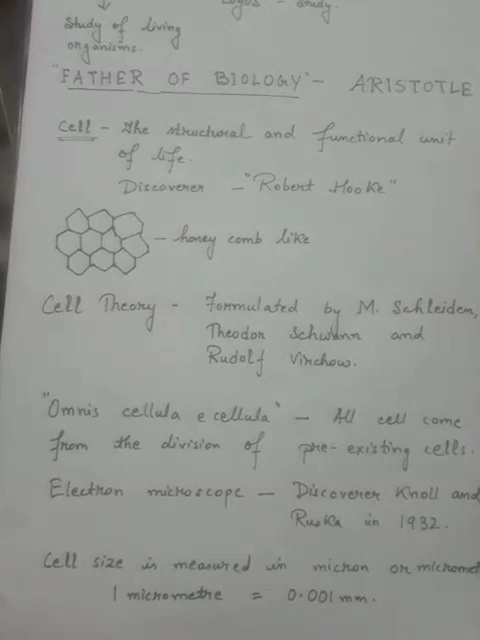 Logos - study.
study of living
organisms.
"FATHER OF BIOLOGY" - ARISTOTLE
Cell - The structural and functional unit
of life.
Discoverer - "Robert Hooke"
- honey comb like
Cell Theory - Formulated by M. Schleiden,
Theodor Schwann and
Rudolf Virchow.
"Omnis cellula e cellula" - All cell come
from the division of pre-existing cells.
Electron microscope - Discoverer Knoll and
Ruska in 1932.
Cell size is measured in micron or micromet
1 micrometre = 0.001 mm.